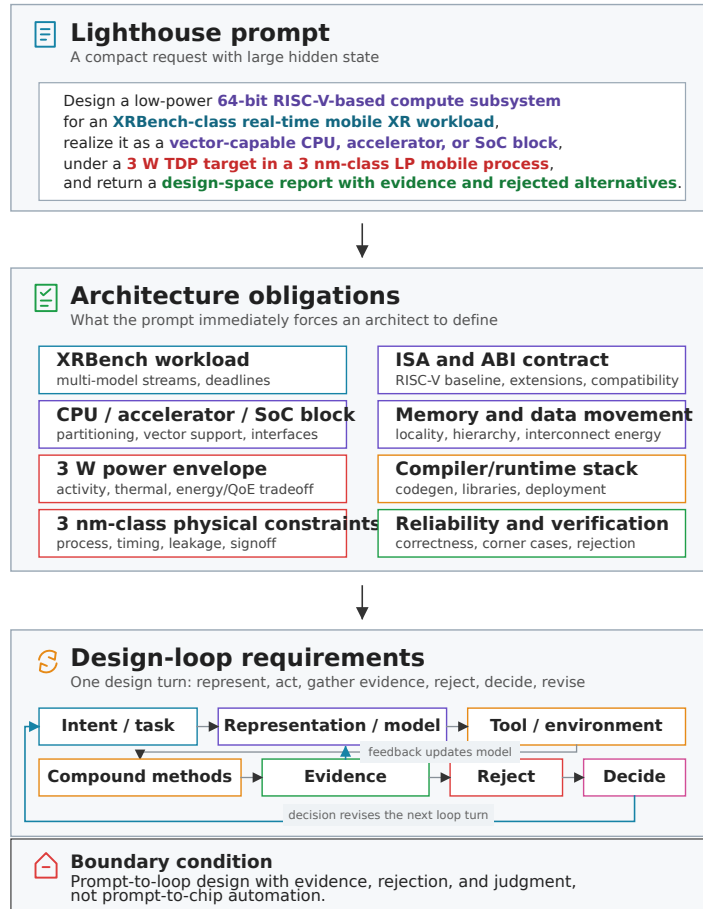 Lighthouse prompt
A compact request with large hidden state
Design a low-power 64-bit RISC-V-based compute subsystem
for an XRBench-class real-time mobile XR workload,
realize it as a vector-capable CPU, accelerator, or SoC block,
under a 3 W TDP target in a 3 nm-class LP mobile process,
and return a design-space report with evidence and rejected alternatives.
Architecture obligations
What the prompt immediately forces an architect to define
XRBench workload
multi-model streams, deadlines
ISA and ABI contract
RISC-V baseline, extensions, compatibility
CPU / accelerator / SoC block
partitioning, vector support, interfaces
Memory and data movement
locality, hierarchy, interconnect energy
3 W power envelope
activity, thermal, energy/QoE tradeoff
Compiler/runtime stack
codegen, libraries, deployment
3 nm-class physical constraints
process, timing, leakage, signoff
Reliability and verification
correctness, corner cases, rejection
Design-loop requirements
One design turn: represent, act, gather evidence, reject, decide, revise
Intent / task
Representation / model
Tool / environment
feedback updates model
Compound methods
Evidence
Reject
Decide
decision revises the next loop turn
Boundary condition
Prompt-to-loop design with evidence, rejection, and judgment,
not prompt-to-chip automation.